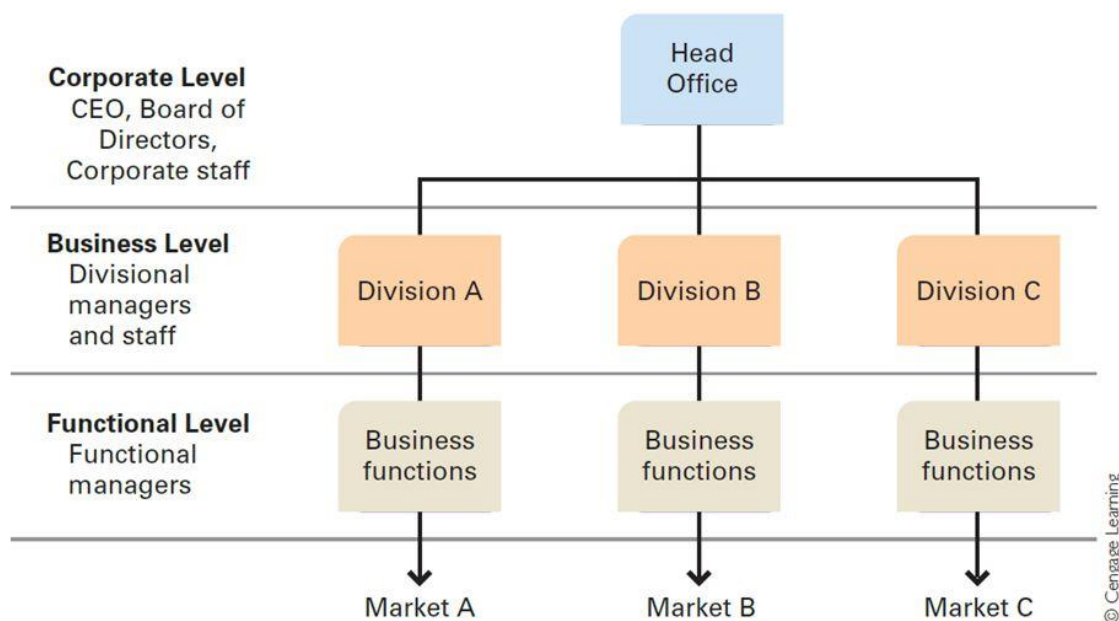 Head
Office
Corporate Level
CEO, Board of
Directors,
Corporate staff
Business Level
Divisional
managers
and staff
Division A
Division B
Division C
Functional Level
Functional
managers
Business
functions
Business
functions
Business
functions
Market A
Market B
Market C
© Cengage Learning